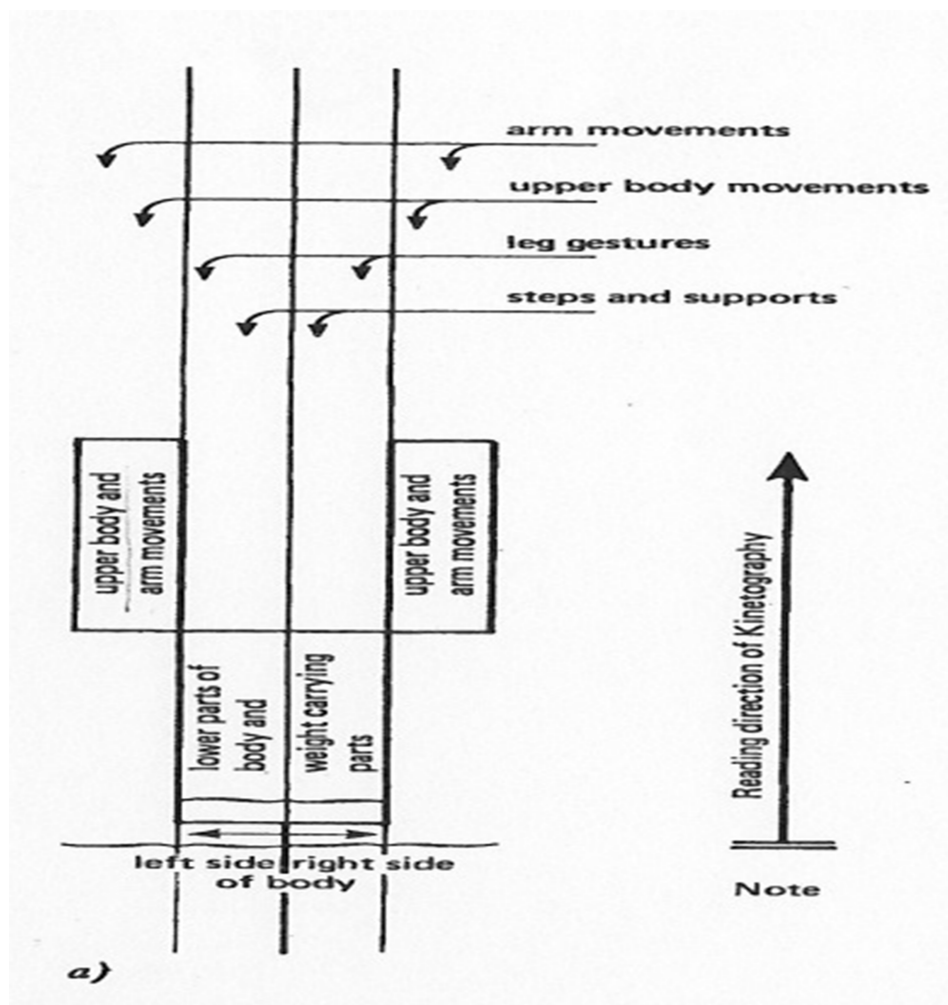 arm movements
upper body movements
leg gestures
steps and supports
upper body and
arm movements
upper body and
arm movements
lower parts of
body and
weight carrying
parts
Reading direction of Kinetography
left side right side
of body
Note
a)